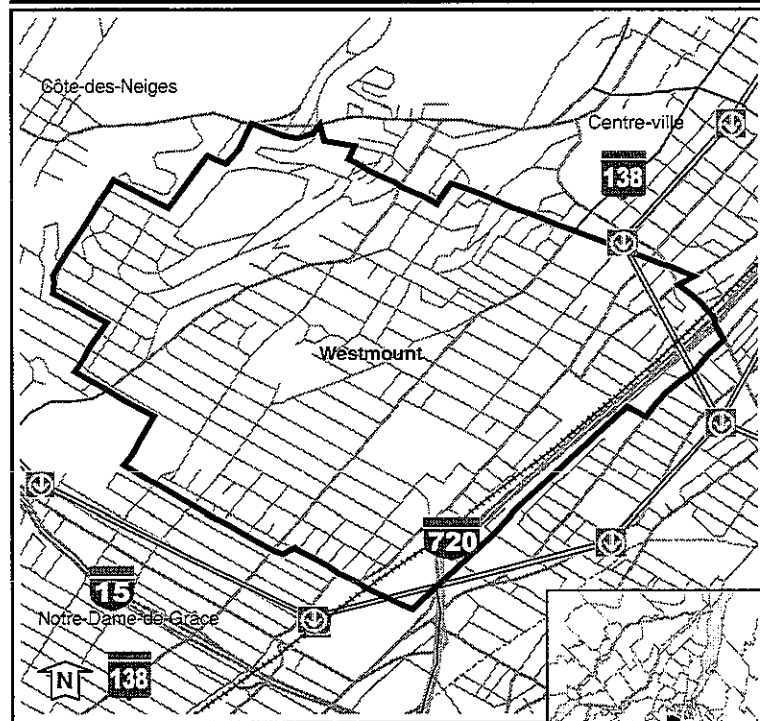 Côte-des-Neiges
Centre-ville
138
Westmount
720
15
Notre-Dame-de-Grâce
N
138